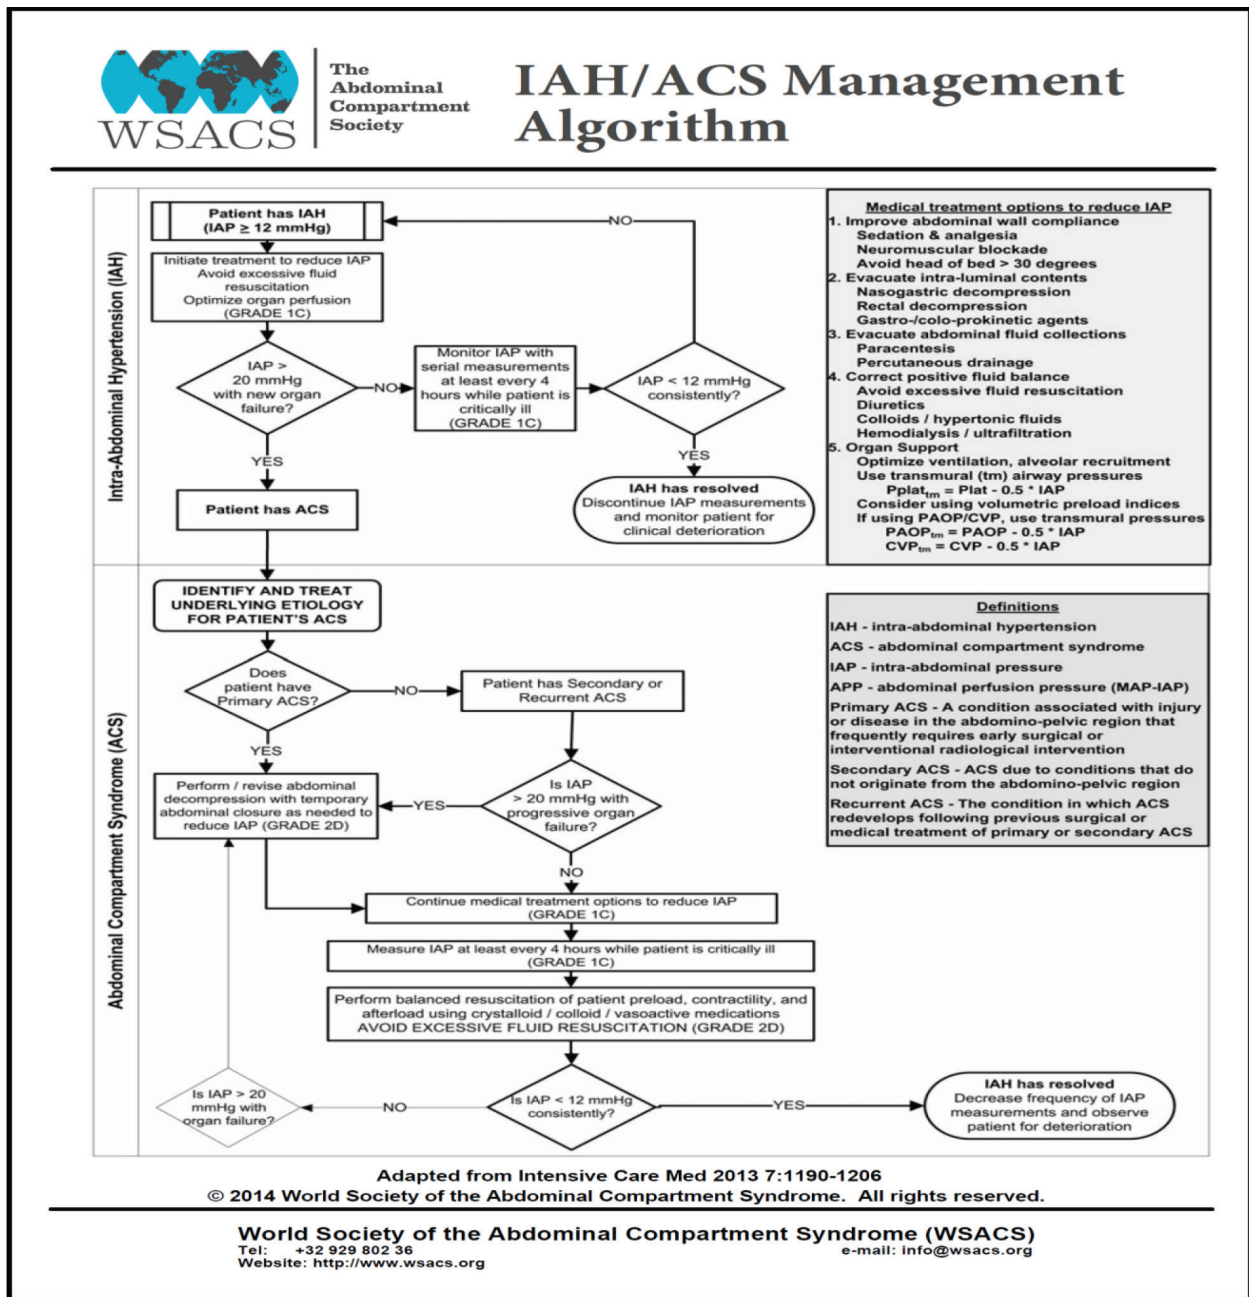 WSACS
The
Abdominal
Compartment
Society
IAH/ACS Management
Algorithm
Intra-Abdominal Hypertension (IAH)
Patient has IAH
(IAP ≥ 12 mmHg)
NO
Initiate treatment to reduce IAP
Avoid excessive fluid
resuscitation
Optimize organ perfusion
(GRADE 1C)
IAP >
20 mmHg
with new organ
failure?
NO
Monitor IAP with
serial measurements
at least every 4
hours while patient is
critically ill
(GRADE 1C)
IAP < 12 mmHg
consistently?
YES
YES
Patient has ACS
IAH has resolved
Discontinue IAP measurements
and monitor patient for
clinical deterioration
Medical treatment options to reduce IAP
1. Improve abdominal wall compliance
Sedation & analgesia
Neuromuscular blockade
Avoid head of bed > 30 degrees
2. Evacuate intra-luminal contents
Nasogastric decompression
Rectal decompression
Gastro-/colo-prokinetic agents
3. Evacuate abdominal fluid collections
Paracentesis
Percutaneous drainage
4. Correct positive fluid balance
Avoid excessive fluid resuscitation
Diuretics
Colloids / hypertonic fluids
Hemodialysis / ultrafiltration
5. Organ Support
Optimize ventilation, alveolar recruitment
Use transmural (tm) airway pressures
Pplattm = Plat - 0.5 * IAP
Consider using volumetric preload indices
If using PAOP/CVP, use transmural pressures
PAOPtm = PAOP - 0.5 * IAP
CVPtm = CVP - 0.5 * IAP
Abdominal Compartment Syndrome (ACS)
IDENTIFY AND TREAT
UNDERLYING ETIOLOGY
FOR PATIENT'S ACS
Does
patient have
Primary ACS?
NO
Patient has Secondary or
Recurrent ACS
YES
Perform / revise abdominal
decompression with temporary
abdominal closure as needed to
reduce IAP (GRADE 2D)
YES
Is IAP
> 20 mmHg with
progressive organ
failure?
NO
Continue medical treatment options to reduce IAP
(GRADE 1C)
Measure IAP at least every 4 hours while patient is critically ill
(GRADE 1C)
Perform balanced resuscitation of patient preload, contractility, and
afterload using crystalloid / colloid / vasoactive medications
AVOID EXCESSIVE FLUID RESUSCITATION (GRADE 2D)
Is IAP > 20
mmHg with
organ failure?
NO
Is IAP < 12 mmHg
consistently?
YES
IAH has resolved
Decrease frequency of IAP
measurements and observe
patient for deterioration
Definitions
IAH - intra-abdominal hypertension
ACS - abdominal compartment syndrome
IAP - intra-abdominal pressure
APP - abdominal perfusion pressure (MAP-IAP)
Primary ACS - A condition associated with injury
or disease in the abdomino-pelvic region that
frequently requires early surgical or
interventional radiological intervention
Secondary ACS - ACS due to conditions that do
not originate from the abdomino-pelvic region
Recurrent ACS - The condition in which ACS
redevelops following previous surgical or
medical treatment of primary or secondary ACS
Adapted from Intensive Care Med 2013 7:1190-1206
© 2014 World Society of the Abdominal Compartment Syndrome. All rights reserved.
World Society of the Abdominal Compartment Syndrome (WSACS)
Tel: +32 929 802 36 e-mail: info@wsacs.org
Website: http://www.wsacs.org